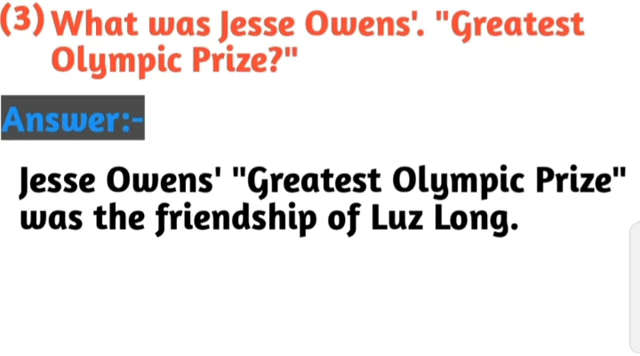 (3) What was Jesse Owens'. "Greatest
Olympic Prize?"
Answer:-
Jesse Owens' "Greatest Olympic Prize"
was the friendship of Luz Long.